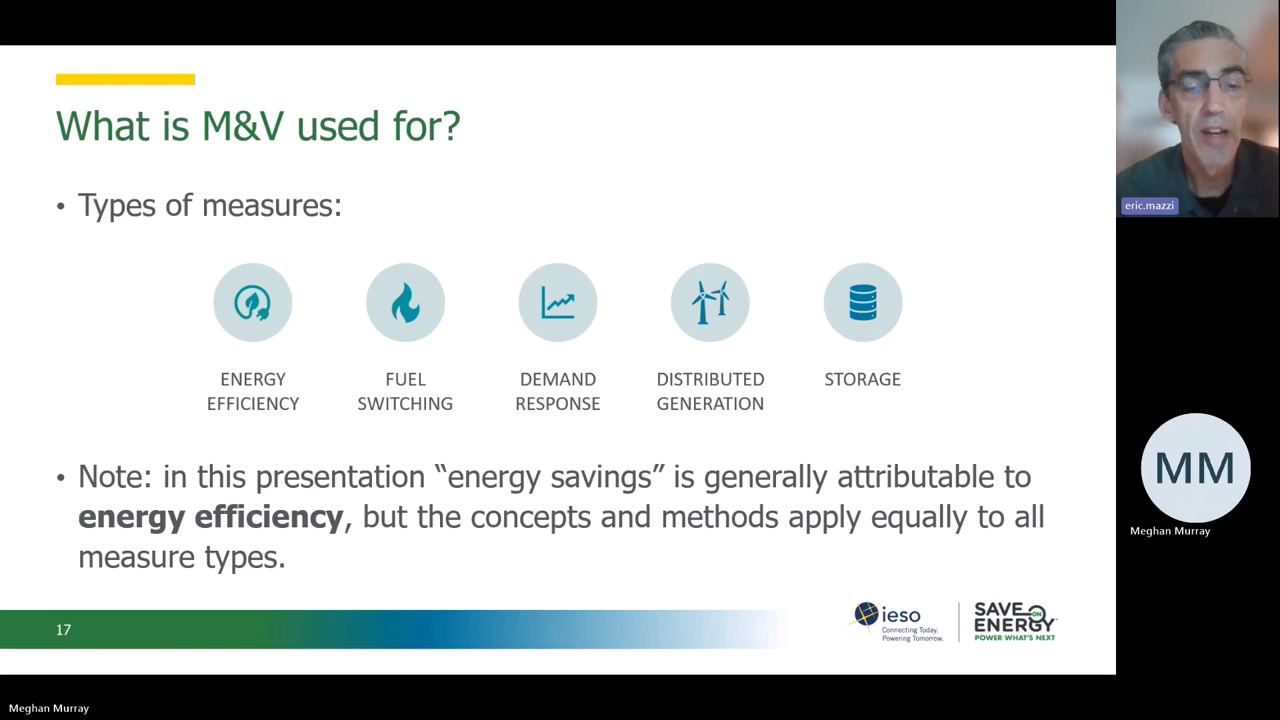 What is M&V used for?
• Types of measures:
ENERGY
EFFICIENCY
FUEL
SWITCHING
DEMAND
RESPONSE
DISTRIBUTED
GENERATION
STORAGE
• Note: in this presentation “energy savings” is generally attributable to
energy efficiency, but the concepts and methods apply equally to all
measure types.
17
ieso
Connecting Today.
Powering Tomorrow.
SAVE ON
ENERGY
POWER WHAT'S NEXT
eric.mazzi
MM
Meghan Murray
Meghan Murray